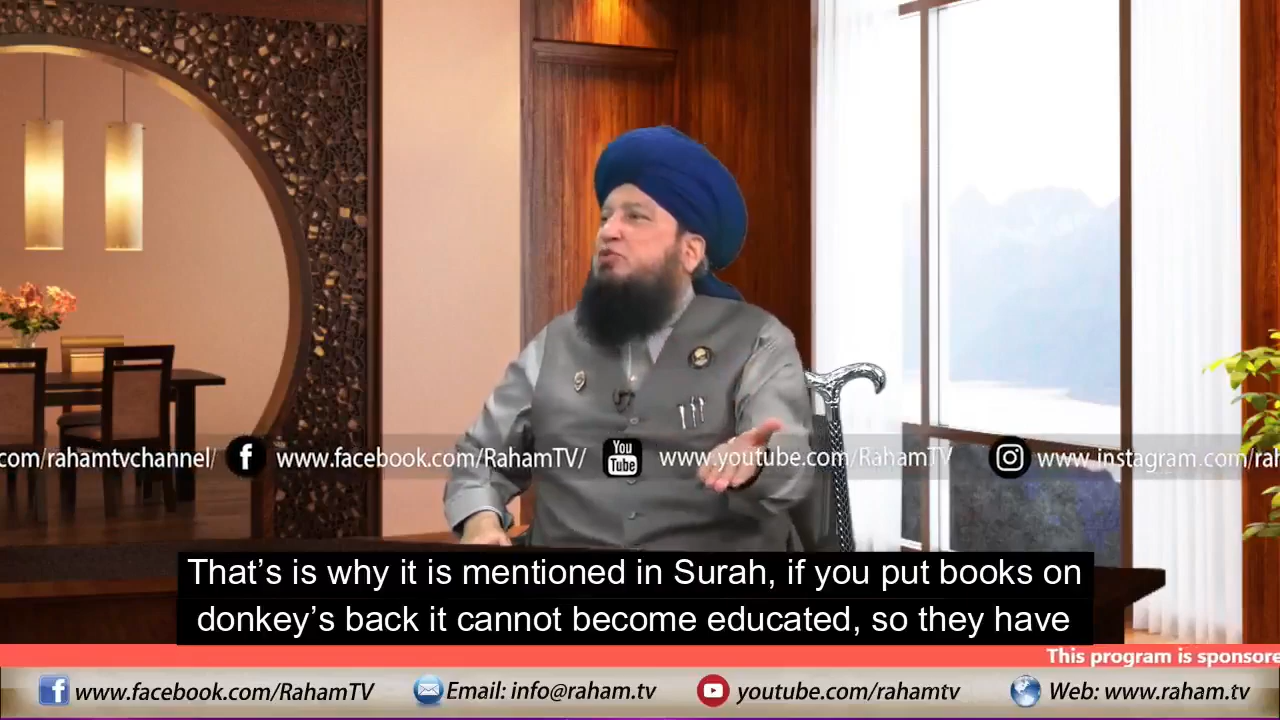 com/rahamtvchannel/ www.facebook.com/RahamTV/ You Tube www.youtube.com/RahamTV www.instagram.com/rah
That's is why it is mentioned in Surah, if you put books on
donkey's back it cannot become educated, so they have
This program is sponsore
www.facebook.com/RahamTV Email: info@raham.tv youtube.com/rahamtv Web: www.raham.tv